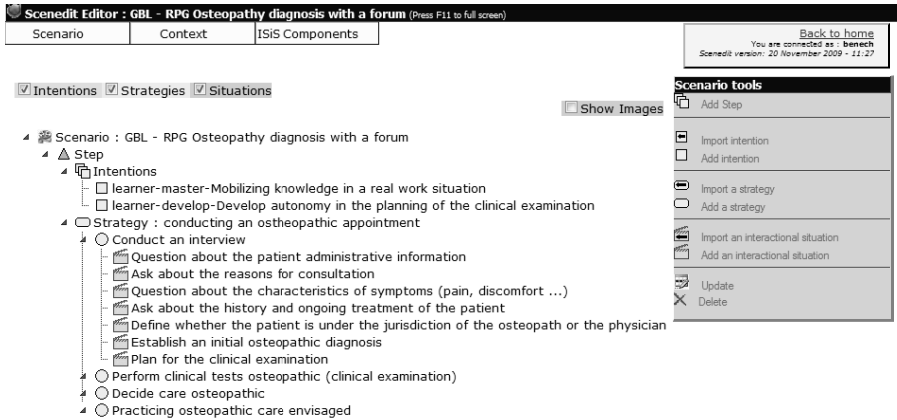 Scenedit Editor : GBL - RPG Osteopathy diagnosis with a forum (Press F11 to full screen)
Scenario Context ISiS Components
Back to home
You are connected as : benech
Scenedit version: 20 November 2009 - 11:27
Intentions Strategies Situations
Show Images
Scenario : GBL - RPG Osteopathy diagnosis with a forum
Step
Intentions
learner-master-Mobilizing knowledge in a real work situation
learner-develop-Develop autonomy in the planning of the clinical examination
Strategy : conducting an ostheopathic appointment
Conduct an interview
Question about the patient administrative information
Ask about the reasons for consultation
Question about the characteristics of symptoms (pain, discomfort ...)
Ask about the history and ongoing treatment of the patient
Define whether the patient is under the jurisdiction of the osteopath or the physician
Establish an initial osteopathic diagnosis
Plan for the clinical examination
Perform clinical tests osteopathic (clinical examination)
Decide care osteopathic
Practicing osteopathic care envisaged
Scenario tools
Add Step
Import intention
Add intention
Import a strategy
Add a strategy
Import an interactional situation
Add an interactional situation
Update
Delete